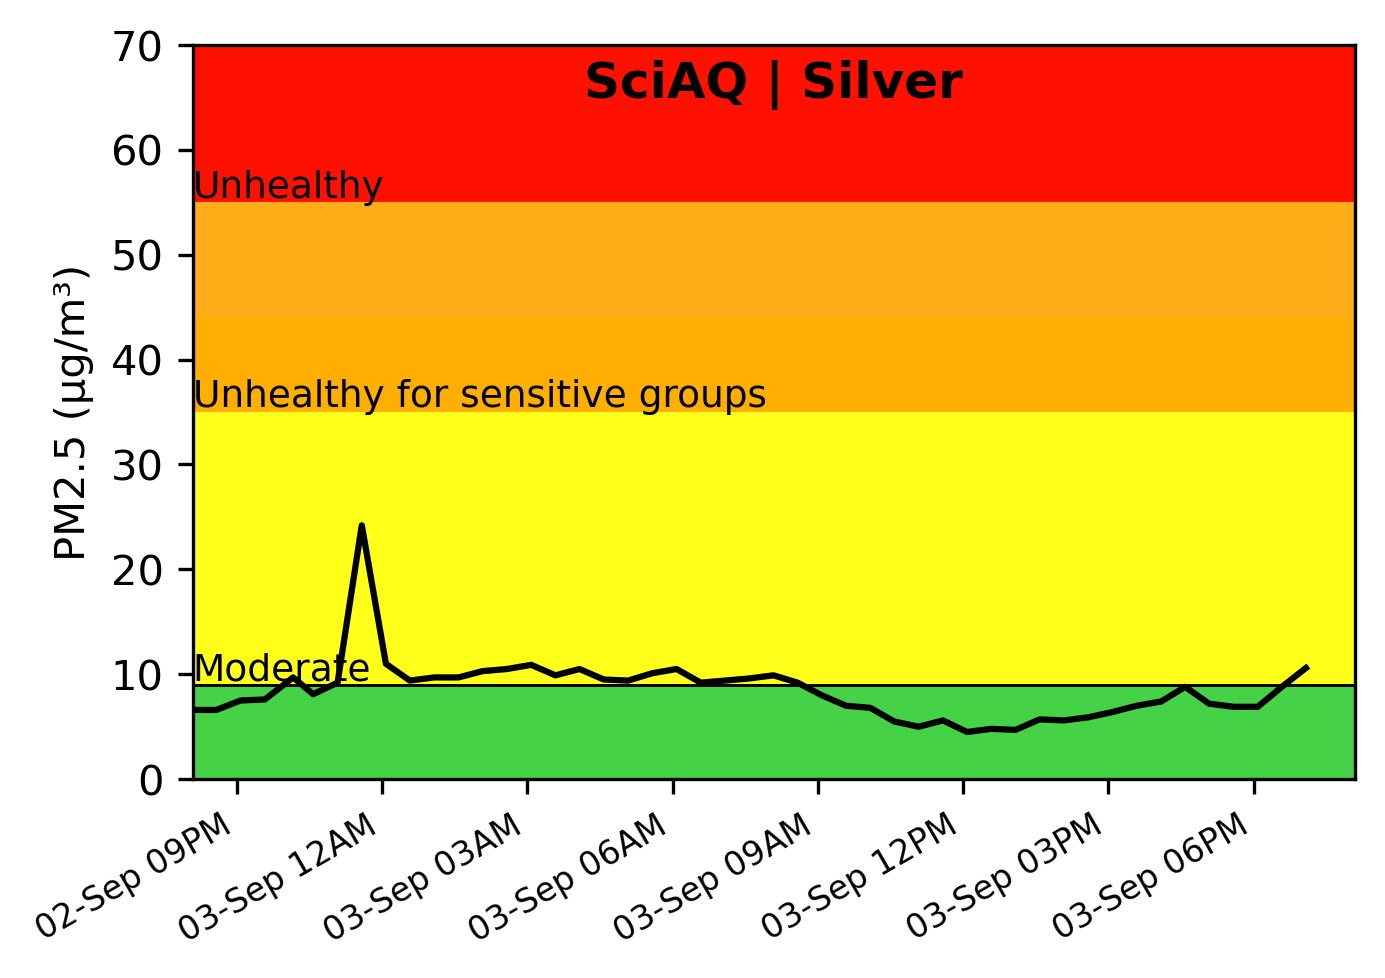 SciAQ | Silver
70
60
50
40
30
20
10
0
PM2.5 (µg/m³)
Unhealthy
Unhealthy for sensitive groups
Moderate
02-Sep 09PM
03-Sep 12AM
03-Sep 03AM
03-Sep 06AM
03-Sep 09AM
03-Sep 12PM
03-Sep 03PM
03-Sep 06PM